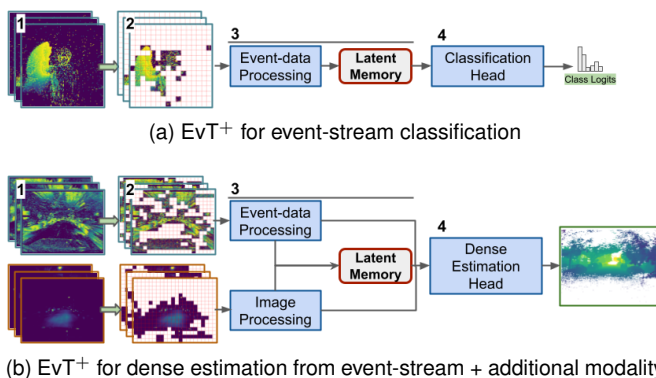 1
2
3
4
Event-data
Processing
Latent
Memory
Classification
Head
Class Logits
(a) EvT+ for event-stream classification
1
2
3
Event-data
Processing
4
Latent
Memory
Dense
Estimation
Head
Image
Processing
(b) EvT+ for dense estimation from event-stream + additional modality